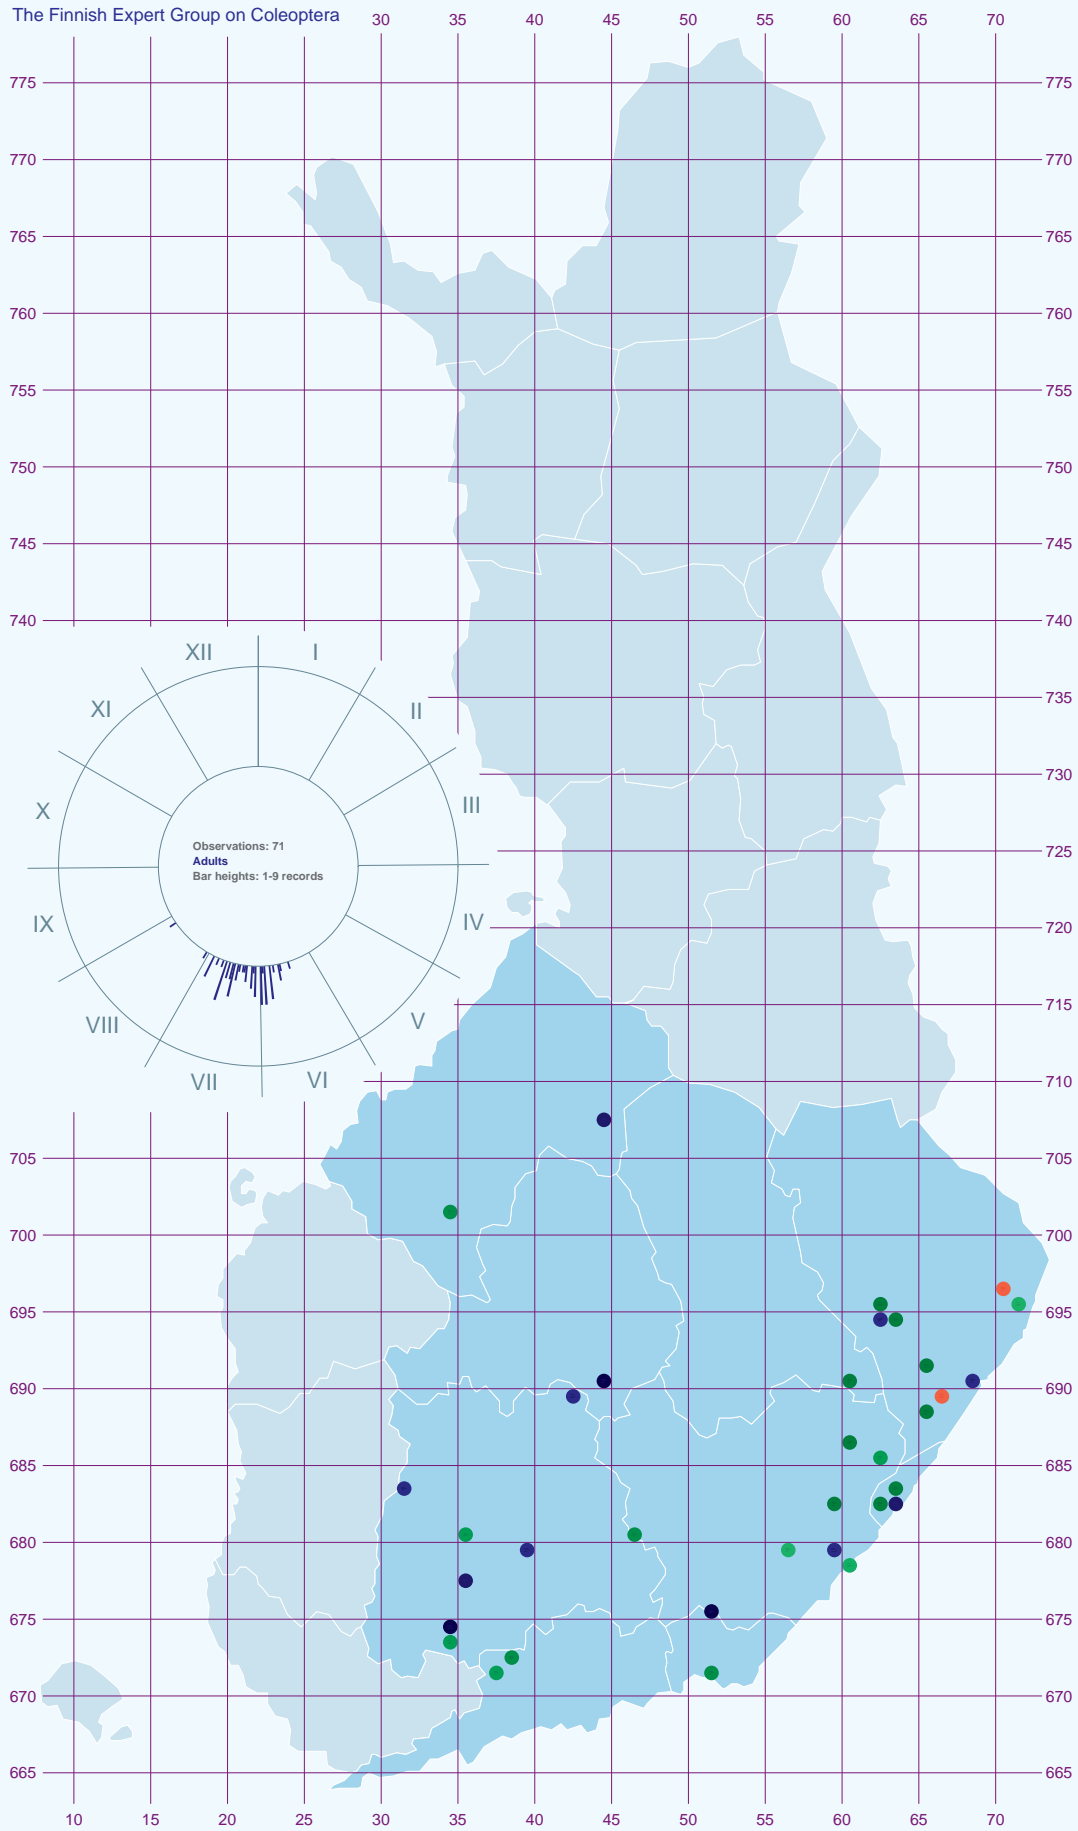 The Finnish Expert Group on Coleoptera
30 35 40 45 50 55 60 65 70
775 775
770 770
765 765
760 760
755 755
750 750
745 745
740 740
XII I
XI II
735
730
X III
725
Observations: 71
Adults
Bar heights: 1-9 records
IX IV
720
715
VIII V
VII VI
710
705 705
700 700
695 695
690 690
685 685
680 680
675 675
670 670
665 665
10 15 20 25 30 35 40 45 50 55 60 65 70